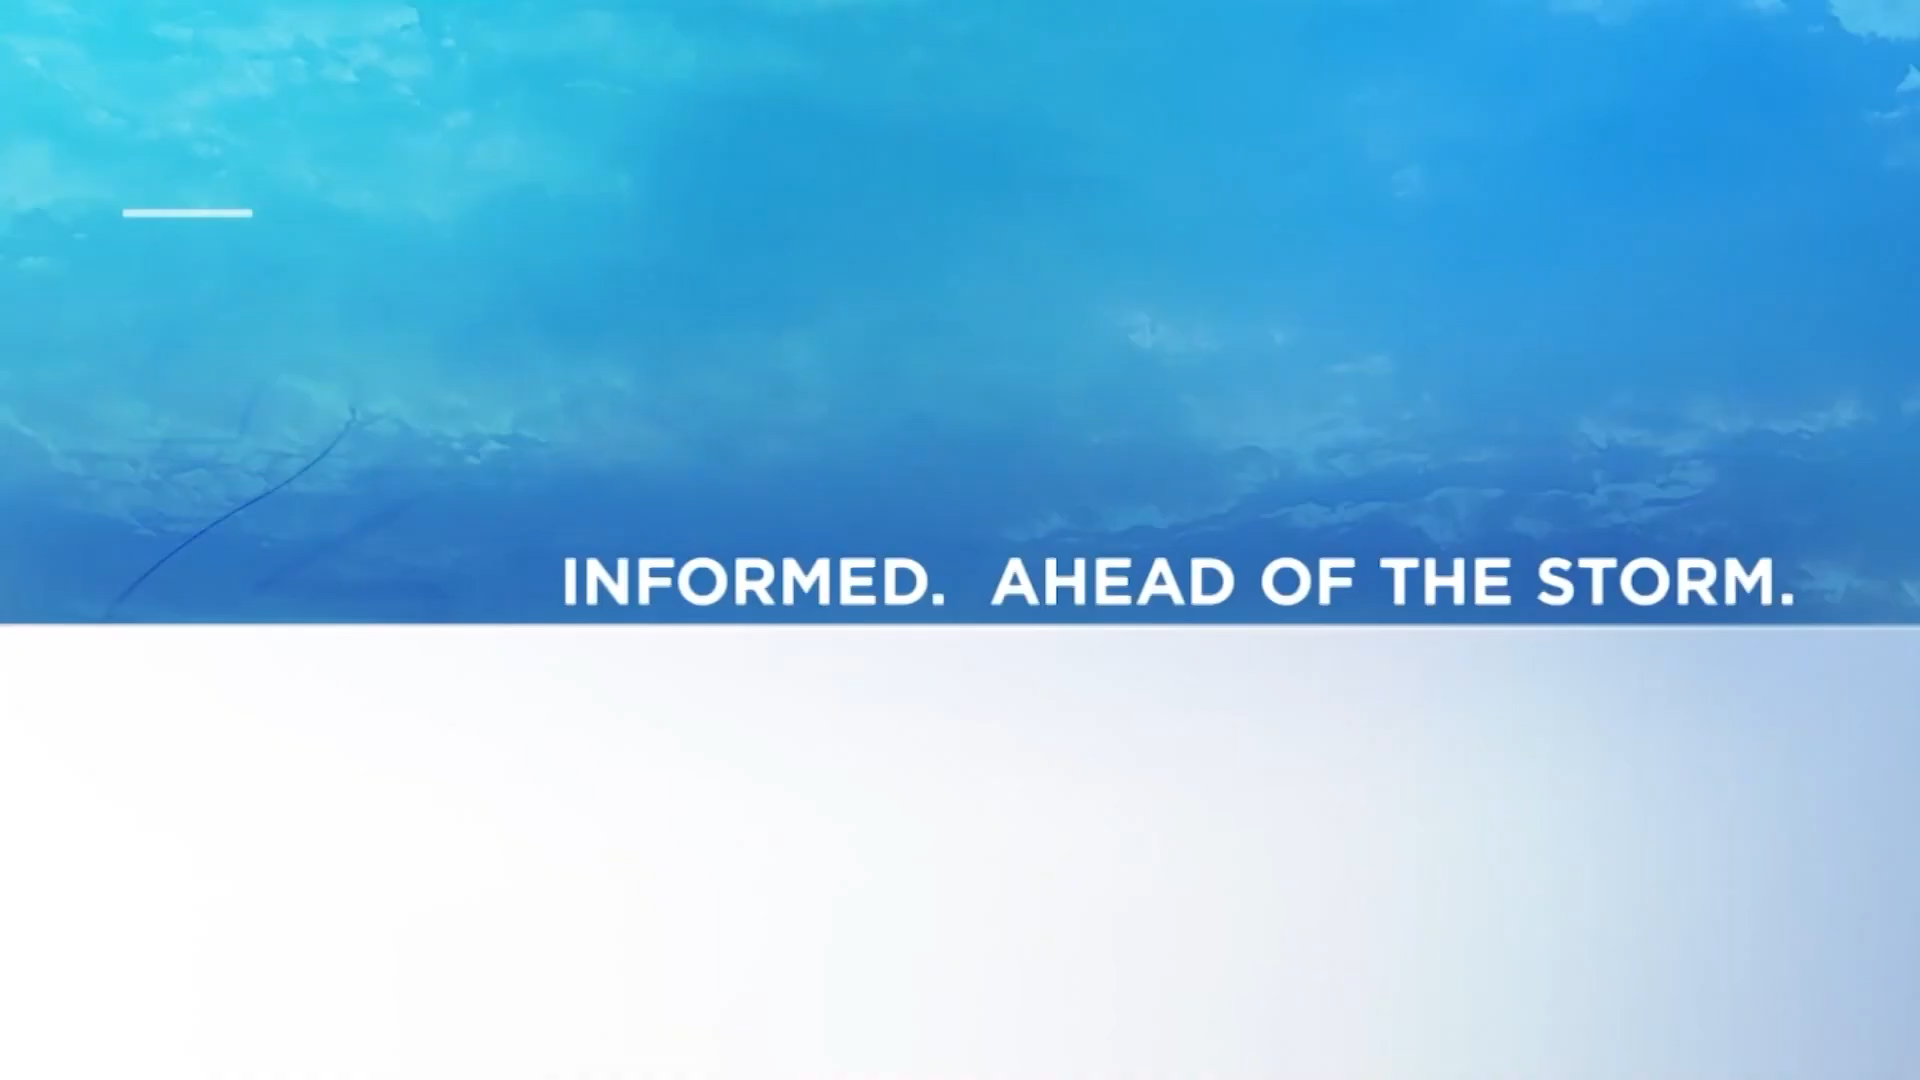 INFORMED. AHEAD OF THE STORM.